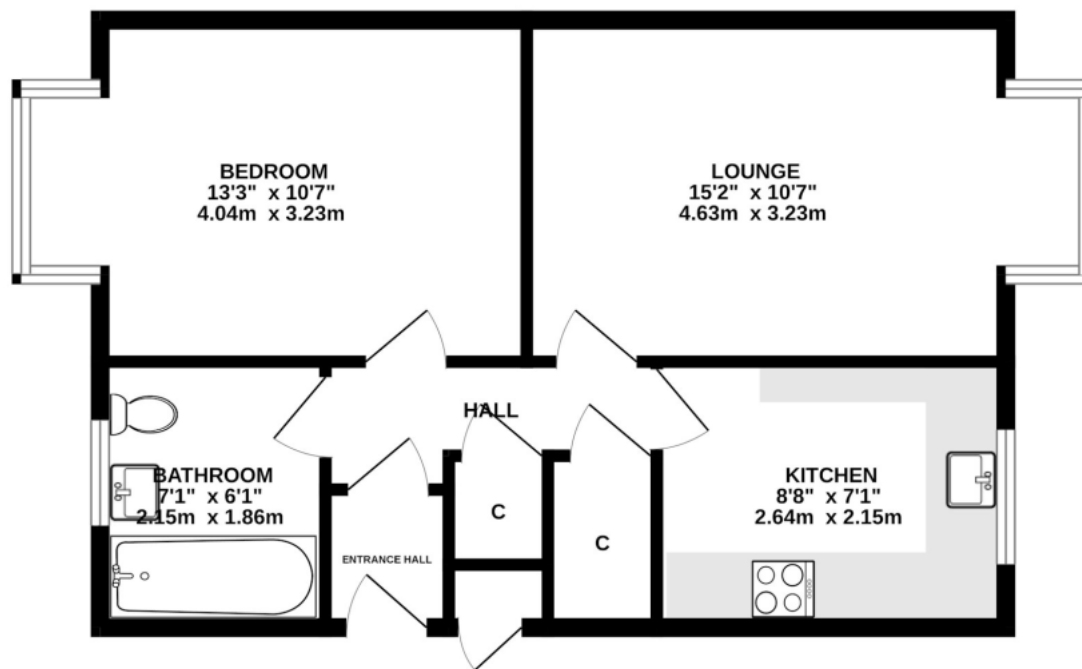 BEDROOM
13'3" x 10'7"
4.04m x 3.23m
LOUNGE
15'2" x 10'7"
4.63m x 3.23m
HALL
BATHROOM
7'1" x 6'1"
2.15m x 1.86m
KITCHEN
8'8" x 7'1"
2.64m x 2.15m
C
C
ENTRANCE HALL